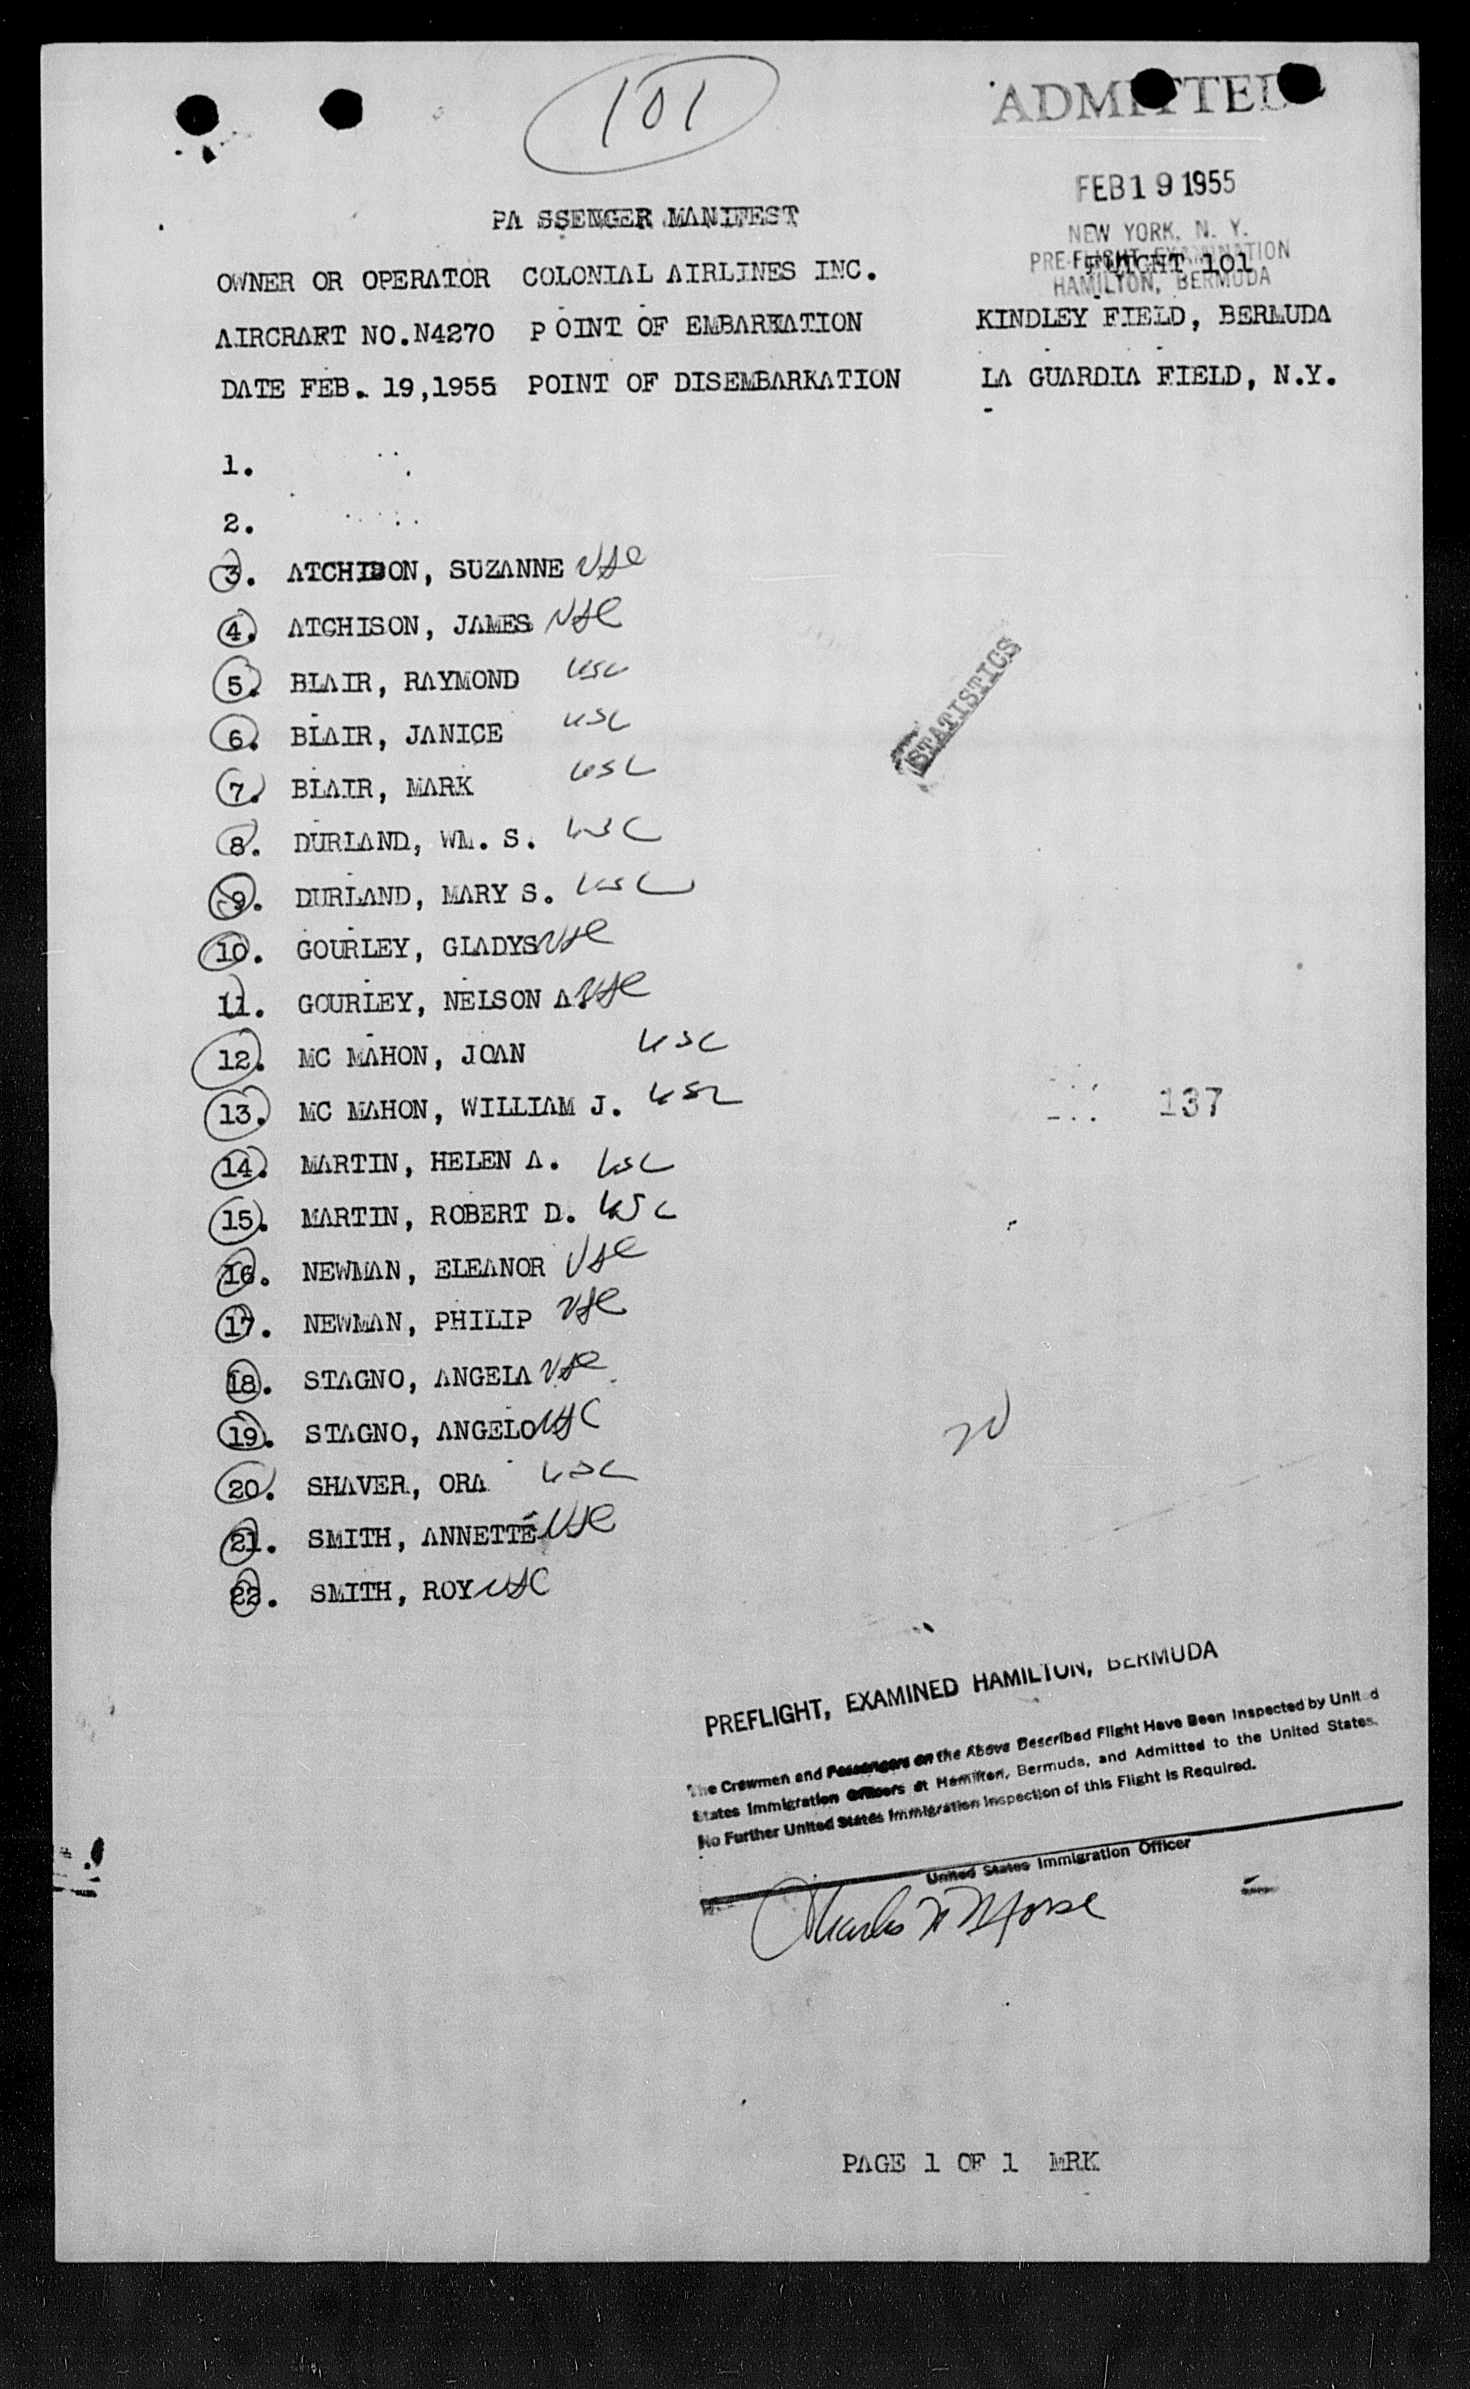 101
ADMITTED
FEB 19 1955
NEW YORK, N. Y.
PRE-FLIGHT EXAMINATION
HAMILTON, BERMUDA
PA SSENGER MANIFEST
FLIGHT 101
OWNER OR OPERATOR COLONIAL AIRLINES INC.
AIRCRAFT NO.N4270 P OINT OF EMBARKATION KINDLEY FIELD, BERMUDA
DATE FEB. 19,1955 POINT OF DISEMBARKATION LA GUARDIA FIELD, N.Y.
1.
2.
3. ATCHISON, SUZANNE USC
4. ATCHISON, JAMES USC
5. BLAIR, RAYMOND USC
6. BLAIR, JANICE USC
7. BLAIR, MARK USC
8. DURLAND, WM. S. USC
9. DURLAND, MARY S. USC
10. GOURLEY, GLADYS USC
11. GOURLEY, NELSON A. USC
12. MC MAHON, JOAN USC
13. MC MAHON, WILLIAM J. USC
14. MARTIN, HELEN A. USC
15. MARTIN, ROBERT D. USC
16. NEWMAN, ELEANOR USC
17. NEWMAN, PHILIP USC
18. STAGNO, ANGELA USC
19. STAGNO, ANGELO USC
20. SHAVER, ORA USC
21. SMITH, ANNETTE USC
22. SMITH, ROY USC
STATISTICS
137
20
PREFLIGHT, EXAMINED HAMILTON, BERMUDA
The Crewmen and Passengers on the Above Described Flight Have Been Inspected by United
States Immigration Officers at Hamilton, Bermuda, and Admitted to the United States.
No Further United States Immigration Inspection of this Flight is Required.
United States Immigration Officer
Charles W Morse
PAGE 1 OF 1 MRK